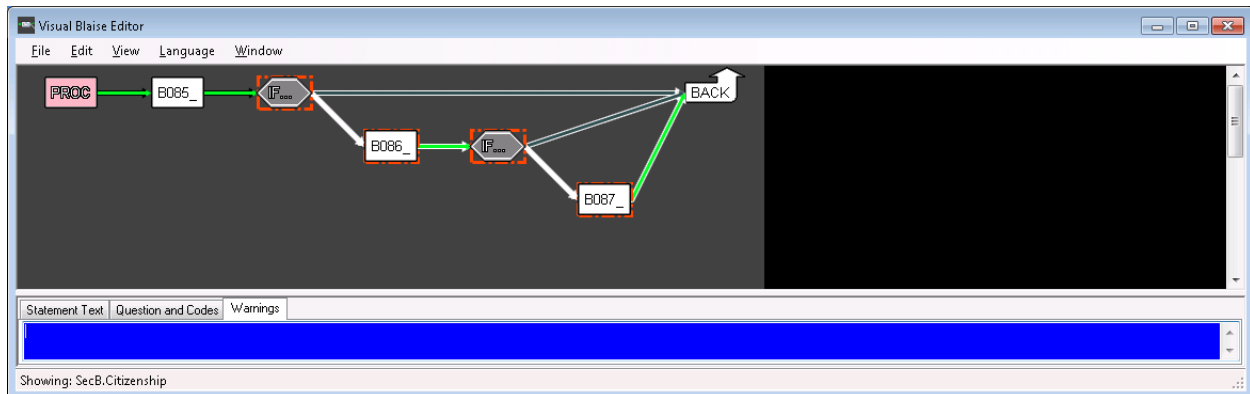 Visual Blaise Editor
File Edit View Language Window
PROC B085_ IF... BACK
B086_ IF...
B087_
Statement Text Question and Codes Warnings
Showing: SecB.Citizenship